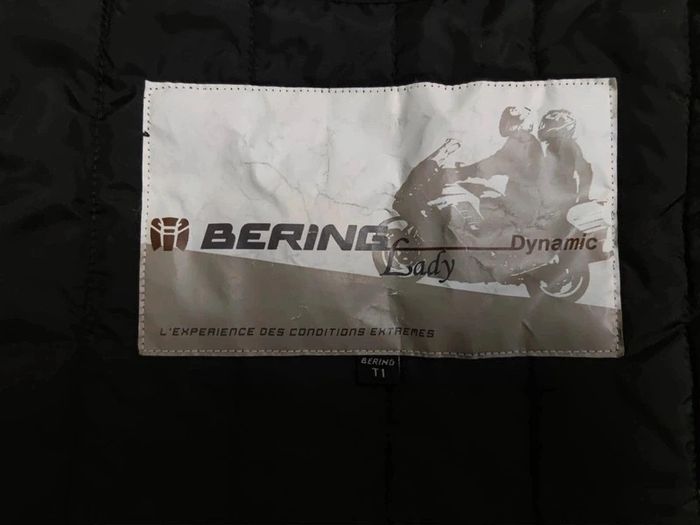 BERING
Lady
Dynamic
L'EXPERIENCE DES CONDITIONS EXTREMES
BERING
T1